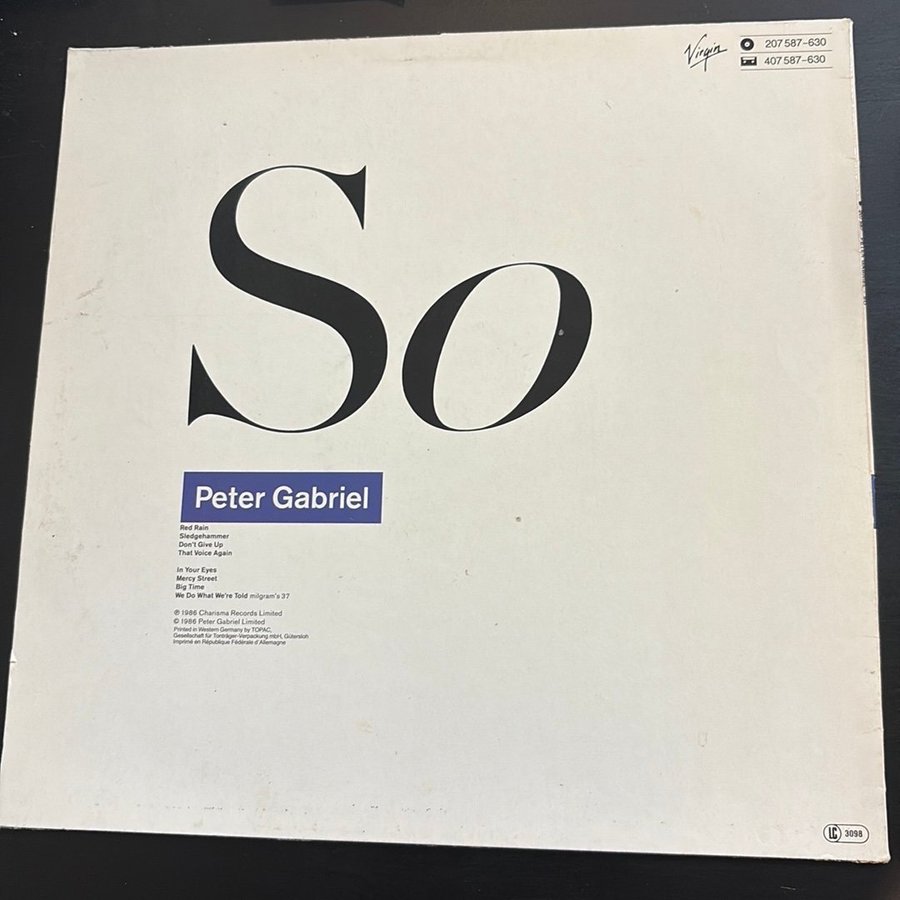 Virgin
207 587-630
407 587-630
So
Peter Gabriel
Red Rain
Sledgehammer
Don't Give Up
That Voice Again
In Your Eyes
Mercy Street
Big Time
We Do What We're Told milgram's 37
℗ 1986 Charisma Records Limited
© 1986 Peter Gabriel Limited
Printed in Western Germany by TOPAC,
Gesellschaft für Tonträger-Verpackung mbH, Gütersloh
Imprimé en République Fédérale d'Allemagne
LC 3098